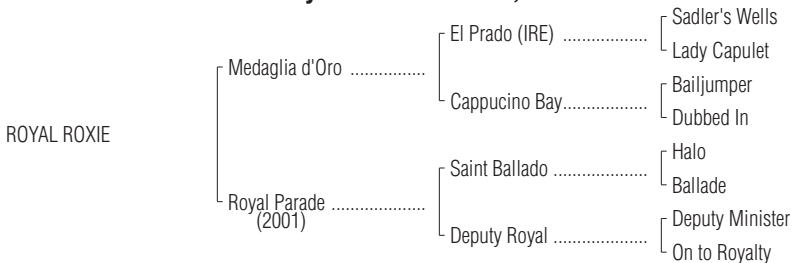 Sadler's Wells
El Prado (IRE) ..................
Lady Capulet
Medaglia d'Oro ................
Bailjumper
Cappucino Bay..................
Dubbed In
ROYAL ROXIE
Halo
Saint Ballado ....................
Ballade
Royal Parade ....................
(2001)
Deputy Minister
Deputy Royal ....................
On to Royalty